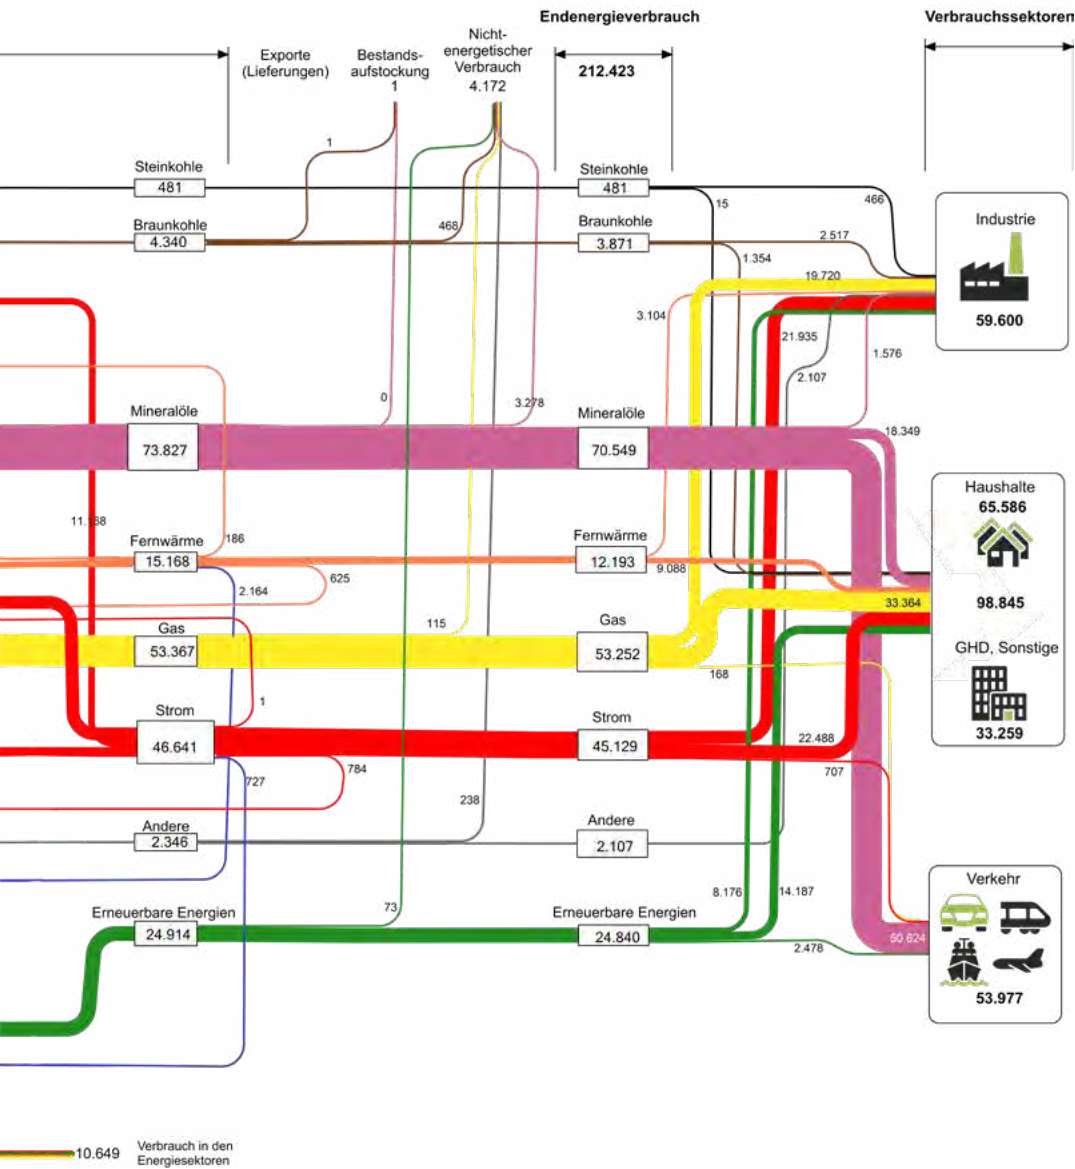 Endenergieverbrauch
Verbrauchssektoren
Exporte
(Lieferungen)
Bestands-
aufstockung
1
Nicht-
energetischer
Verbrauch
4.172
212.423
1
Steinkohle
481
Steinkohle
481
15
466
Braunkohle
4.340
468
Braunkohle
3.871
1.354
2.517
Industrie
59.600
19.720
3.104
21.935
2.107
1.576
0
3.278
Mineralöle
73.827
Mineralöle
70.549
18.349
11.168
186
Fernwärme
15.168
625
2.164
Fernwärme
12.193
9.088
Haushalte
65.586
98.845
GHD, Sonstige
33.259
33.364
115
Gas
53.367
Gas
53.252
168
1
Strom
46.641
784
727
Strom
45.129
22.488
707
238
Andere
2.346
Andere
2.107
Verkehr
53.977
50.624
73
8.176
14.187
2.478
Erneuerbare Energien
24.914
Erneuerbare Energien
24.840
10.649
Verbrauch in den
Energiesektoren